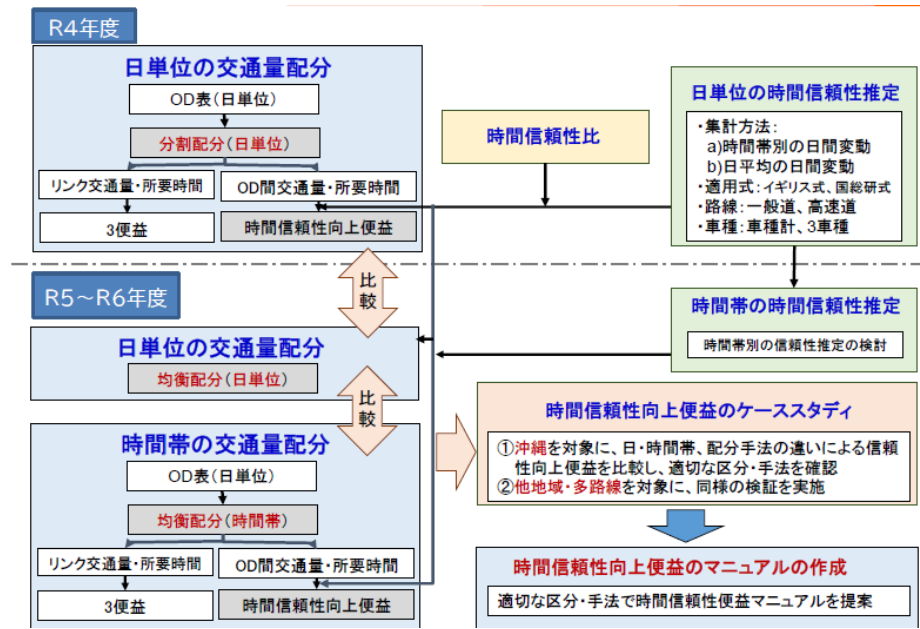 R4年度
日単位の交通量配分
OD表(日単位)
分割配分(日単位)
リンク交通量・所要時間
OD間交通量・所要時間
3便益
時間信頼性向上便益
時間信頼性比
日単位の時間信頼性推定
・集計方法：
a)時間帯別の日間変動
b)日平均の日間変動
・適用式：イギリス式、国総研式
・路線：一般道、高速道
・車種：車種計、3車種
比較
R5～R6年度
日単位の交通量配分
均衡配分(日単位)
比較
時間帯の時間信頼性推定
時間帯別の信頼性推定の検討
時間帯の交通量配分
OD表(日単位)
均衡配分(時間帯)
リンク交通量・所要時間
OD間交通量・所要時間
3便益
時間信頼性向上便益
時間信頼性向上便益のケーススタディ
①沖縄を対象に、日・時間帯、配分手法の違いによる信頼
性向上便益を比較し、適切な区分・手法を確認
②他地域・多路線を対象に、同様の検証を実施
時間信頼性向上便益のマニュアルの作成
適切な区分・手法で時間信頼性便益マニュアルを提案